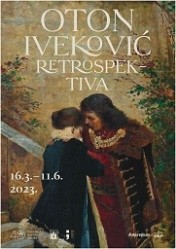 OTON
IVEKOVIĆ
RETROSPEK-
TIVA
16.3.–11.6.
2023.